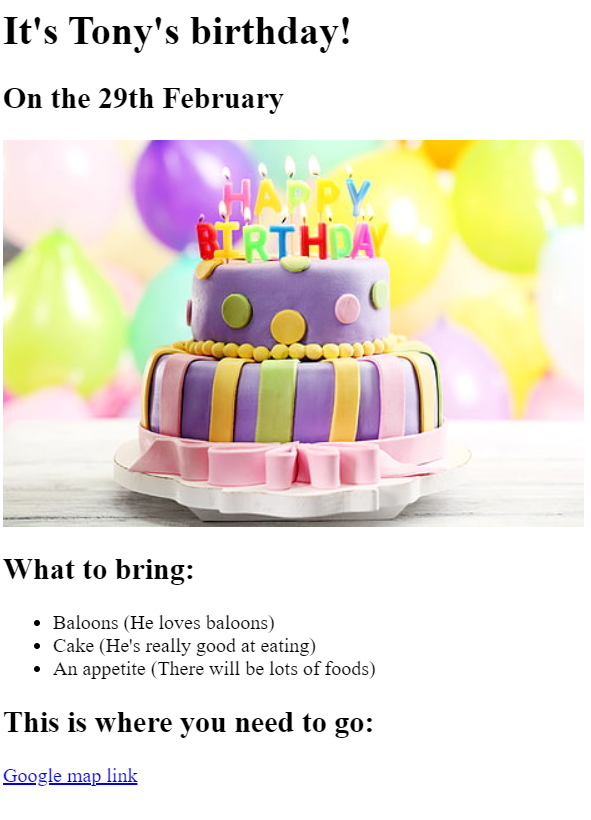 It's Tony's birthday!
On the 29th February
HAPPY
BIRTHDAY
What to bring:
Baloons (He loves baloons)
Cake (He's really good at eating)
An appetite (There will be lots of foods)
This is where you need to go:
Google map link